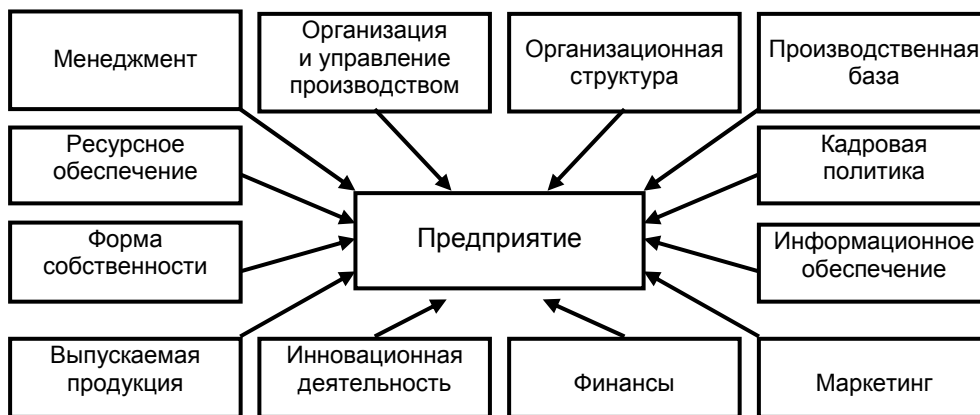 Менеджмент
Организация
и управление
производством
Организационная
структура
Производственная
база
Ресурсное
обеспечение
Кадровая
политика
Предприятие
Форма
собственности
Информационное
обеспечение
Выпускаемая
продукция
Инновационная
деятельность
Финансы
Маркетинг